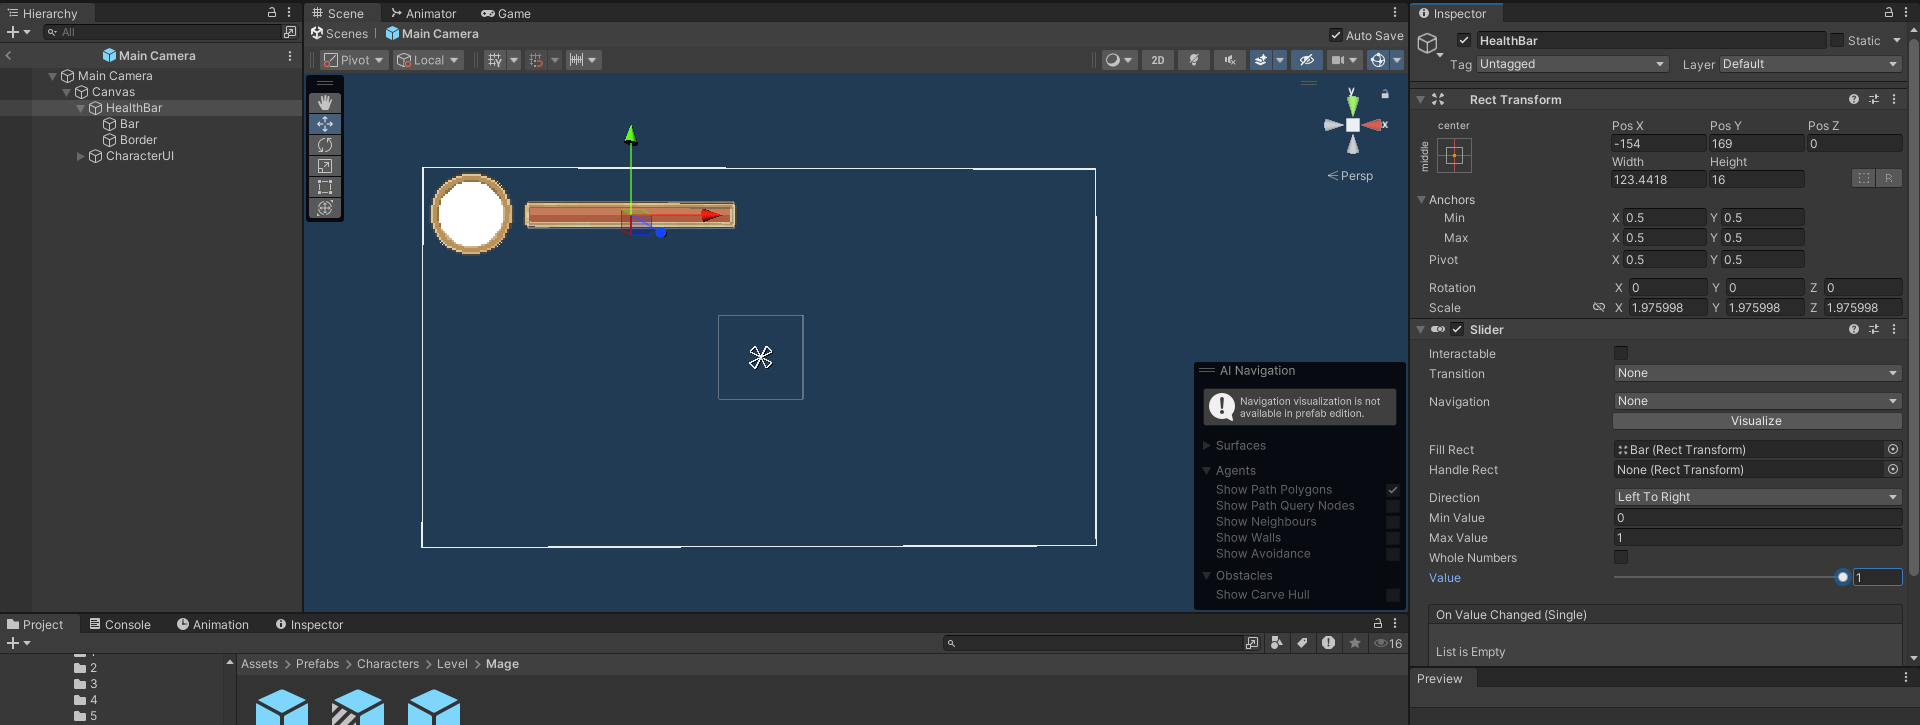 Hierarchy
All
Main Camera
Main Camera
Canvas
HealthBar
Bar
Border
CharacterUI
Scene Animator Game
Scenes | Main Camera Auto Save
Pivot Local 2D
y
x
Persp
AI Navigation
Navigation visualization is not
available in prefab edition.
Surfaces
Agents
Show Path Polygons
Show Path Query Nodes
Show Neighbours
Show Walls
Show Avoidance
Obstacles
Show Carve Hull
Inspector
HealthBar Static
Tag Untagged Layer Default
Rect Transform
center
middle
Pos X Pos Y Pos Z
-154 169 0
Width Height
123.4418 16 R
Anchors
Min X 0.5 Y 0.5
Max X 0.5 Y 0.5
Pivot X 0.5 Y 0.5
Rotation X 0 Y 0 Z 0
Scale X 1.975998 Y 1.975998 Z 1.975998
Slider
Interactable
Transition None
Navigation None
Visualize
Fill Rect Bar (Rect Transform)
Handle Rect None (Rect Transform)
Direction Left To Right
Min Value 0
Max Value 1
Whole Numbers
Value 1
On Value Changed (Single)
List is Empty
Preview
Project Console Animation Inspector
16
2
3
4
5
Assets > Prefabs > Characters > Level > Mage